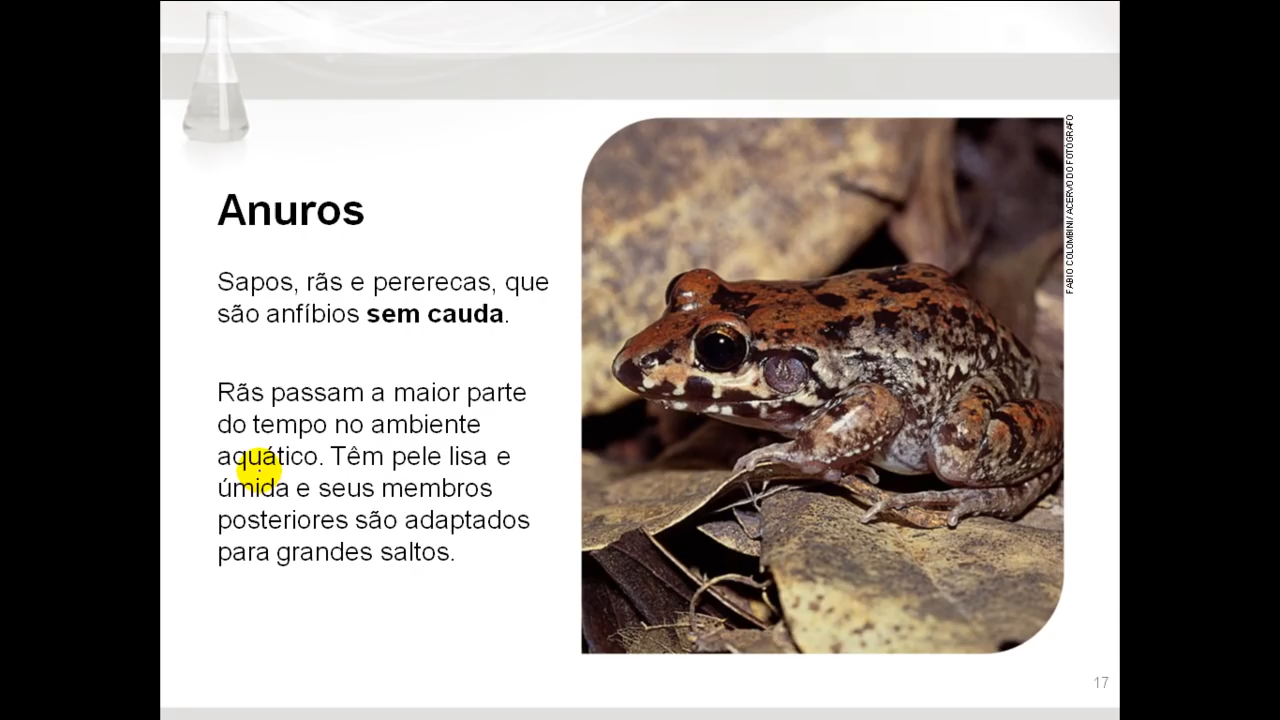 Anuros
Sapos, rãs e pererecas, que
são anfíbios sem cauda.
Rãs passam a maior parte
do tempo no ambiente
aquático. Têm pele lisa e
úmida e seus membros
posteriores são adaptados
para grandes saltos.
FABIO COLOMBINI/ ACERVO DO FOTÓGRAFO
17